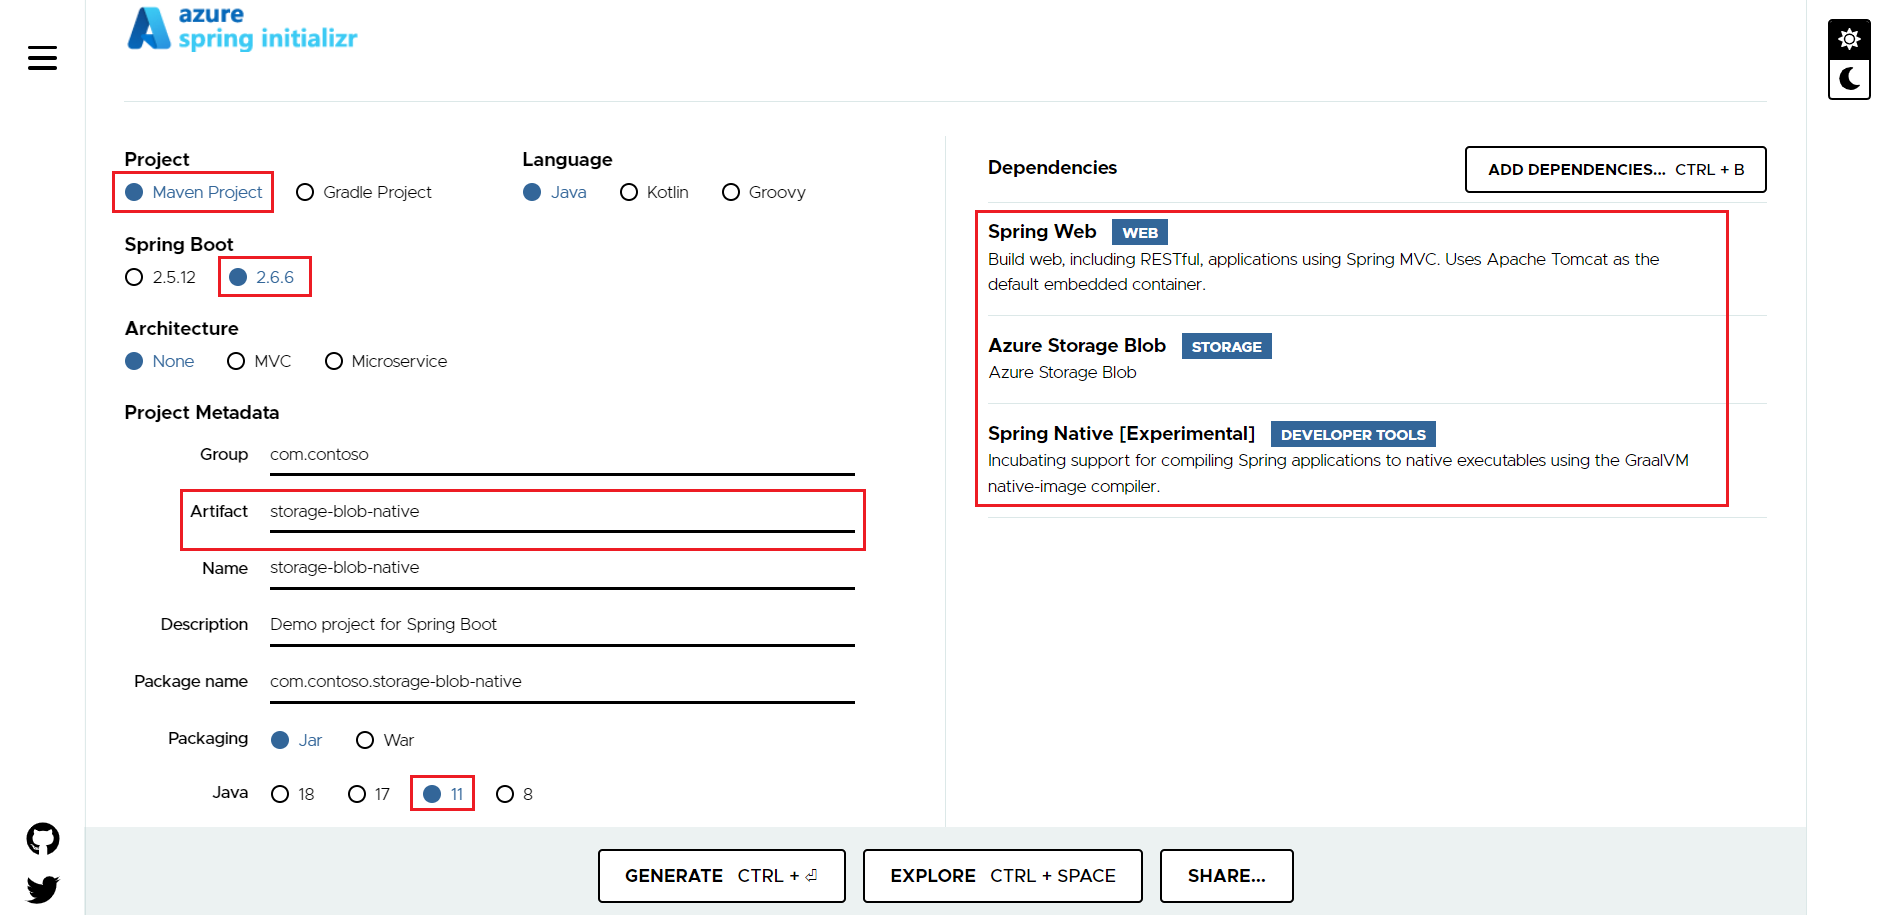 azure
spring initializr
Project
Maven Project Gradle Project
Language
Java Kotlin Groovy
Spring Boot
2.5.12 2.6.6
Architecture
None MVC Microservice
Project Metadata
Group com.contoso
Artifact storage-blob-native
Name storage-blob-native
Description Demo project for Spring Boot
Package name com.contoso.storage-blob-native
Packaging Jar War
Java 18 17 11 8
Dependencies
ADD DEPENDENCIES... CTRL + B
Spring Web WEB
Build web, including RESTful, applications using Spring MVC. Uses Apache Tomcat as the
default embedded container.
Azure Storage Blob STORAGE
Azure Storage Blob
Spring Native [Experimental] DEVELOPER TOOLS
Incubating support for compiling Spring applications to native executables using the GraalVM
native-image compiler.
GENERATE CTRL + ⏎
EXPLORE CTRL + SPACE
SHARE...